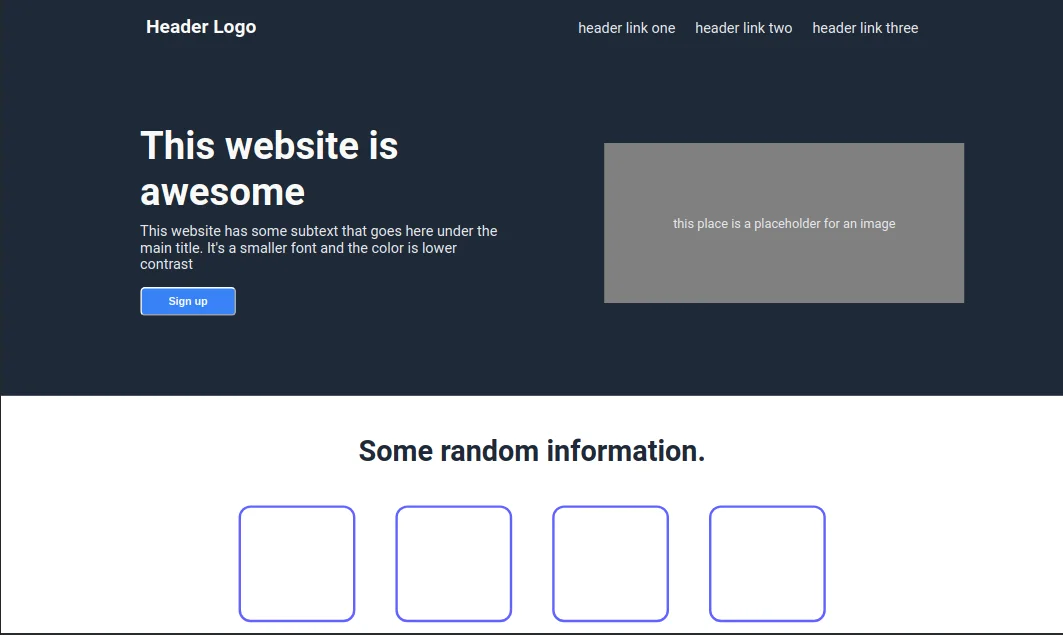 Header Logo
header link one header link two header link three
This website is
awesome
This website has some subtext that goes here under the
main title. It's a smaller font and the color is lower
contrast
Sign up
this place is a placeholder for an image
Some random information.